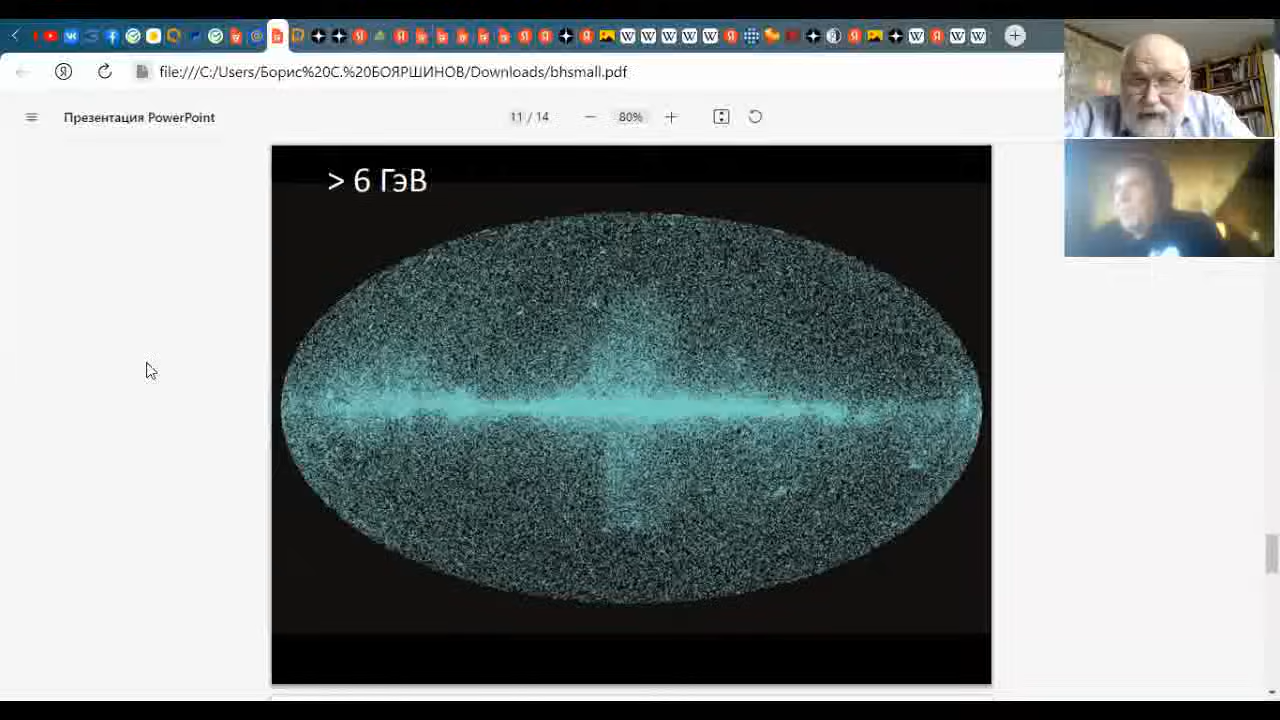 file:///C:/Users/Борис%20С.%20БОЯРШИНОВ/Downloads/bhsmall.pdf
Презентация PowerPoint
11 / 14
80%
> 6 ГэВ